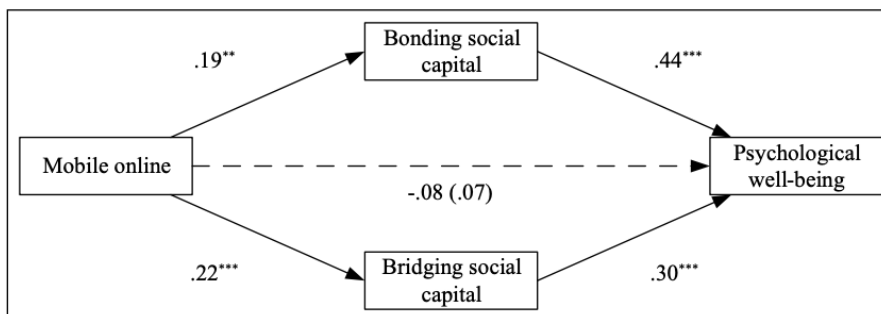 Bonding social
capital
.19**
.44***
Mobile online
Psychological
well-being
-.08 (.07)
.22***
Bridging social
capital
.30***